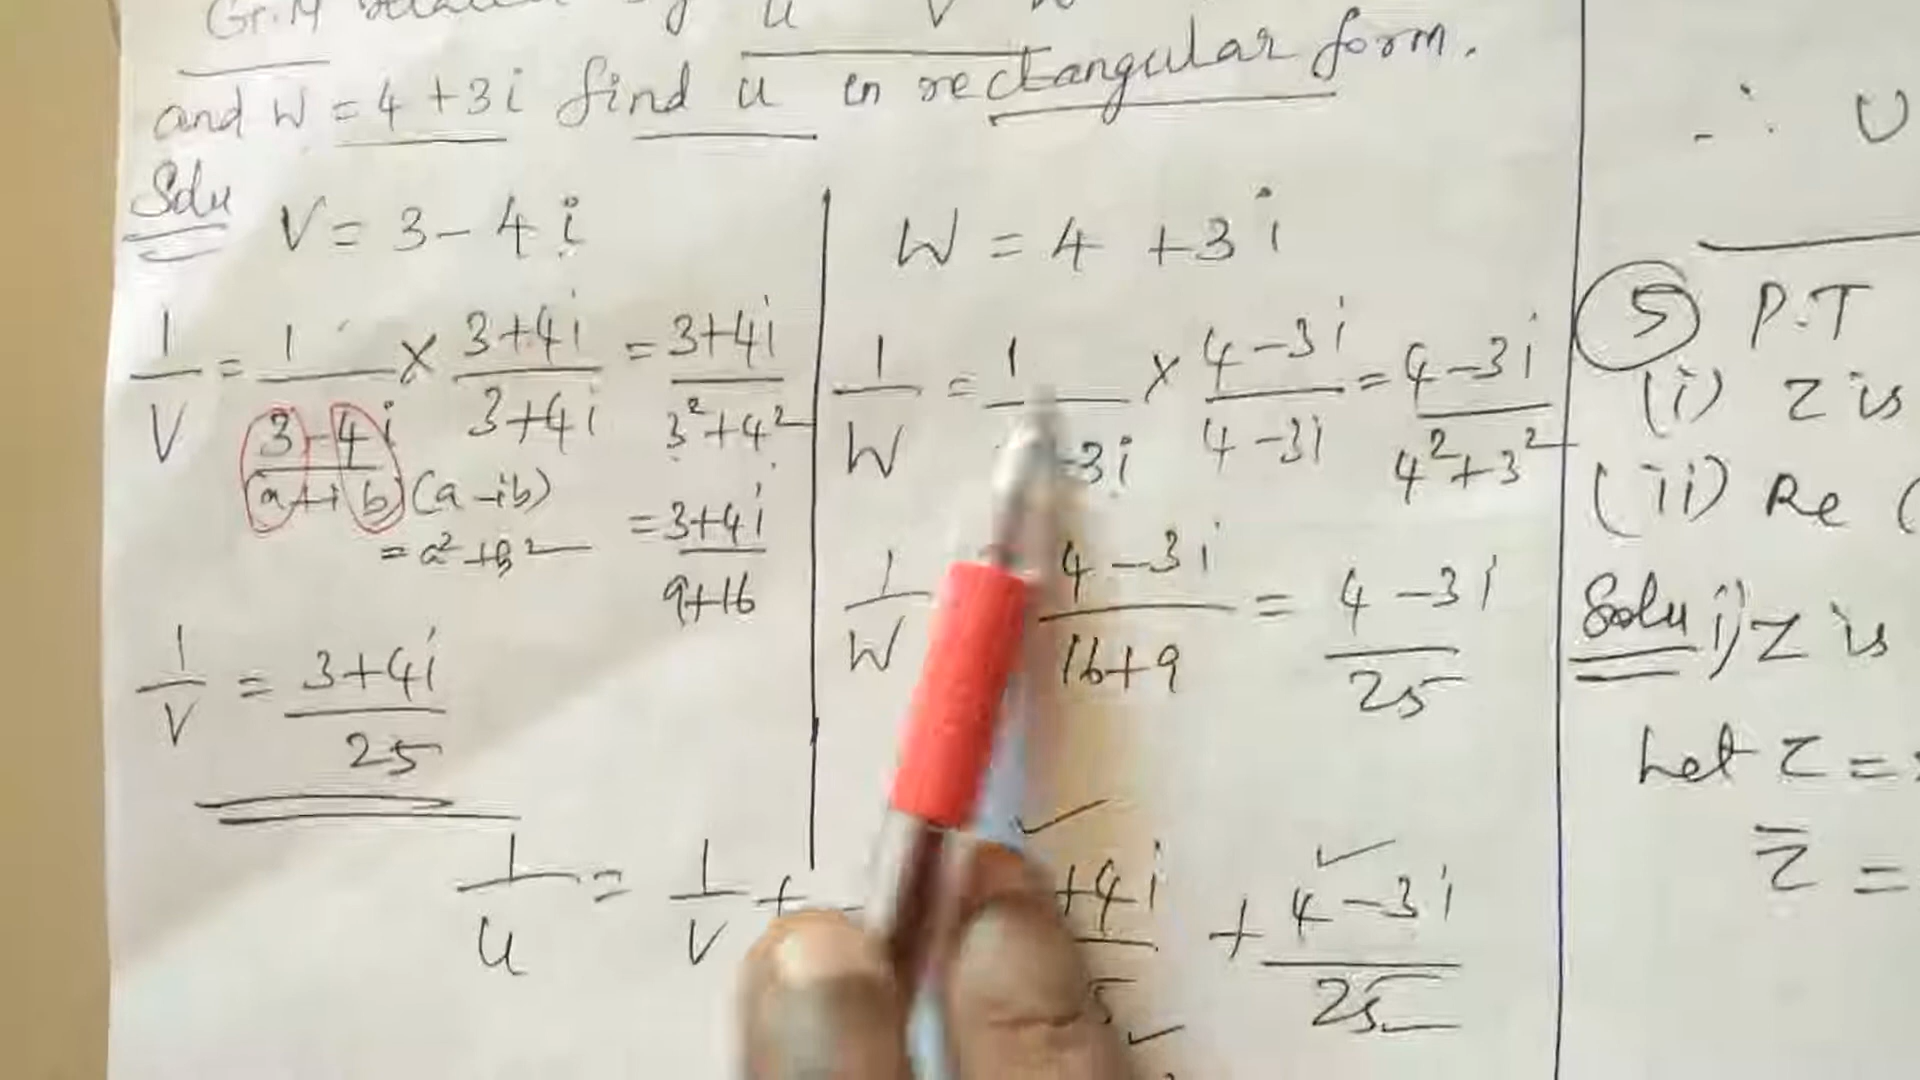 u V
and W = 4 + 3i find u in rectangular form.
Solu V = 3 - 4i
1/V = 1/(3 - 4i) × (3+4i)/(3+4i) = (3+4i)/(3²+4²)
(a+ib)(a-ib)
= a²+b²
= (3+4i)/(9+16)
1/V = (3+4i)/25
W = 4 + 3i
1/W = 1/ 3i × (4-3i)/(4-3i) = (4-3i)/(4²+3²)
1/W (4-3i)/(16+9) = (4-3i)/25
1/u = 1/V + +4i/5 + (4-3i)/25
∴ U
5 P.T
(i) Z is
(ii) Re (
Solu i) Z is
Let Z =
Z̄ =